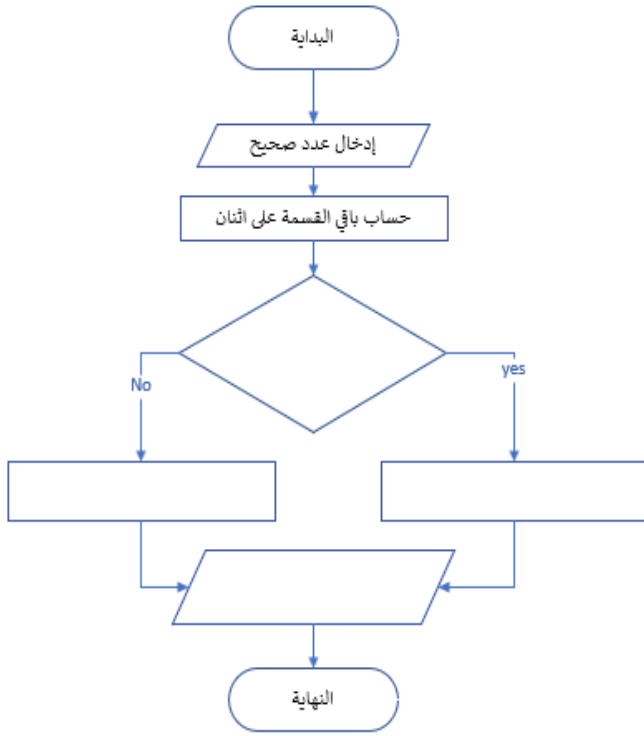 البداية
إدخال عدد صحيح
حساب باقي القسمة على اثنان
No
yes
النهاية